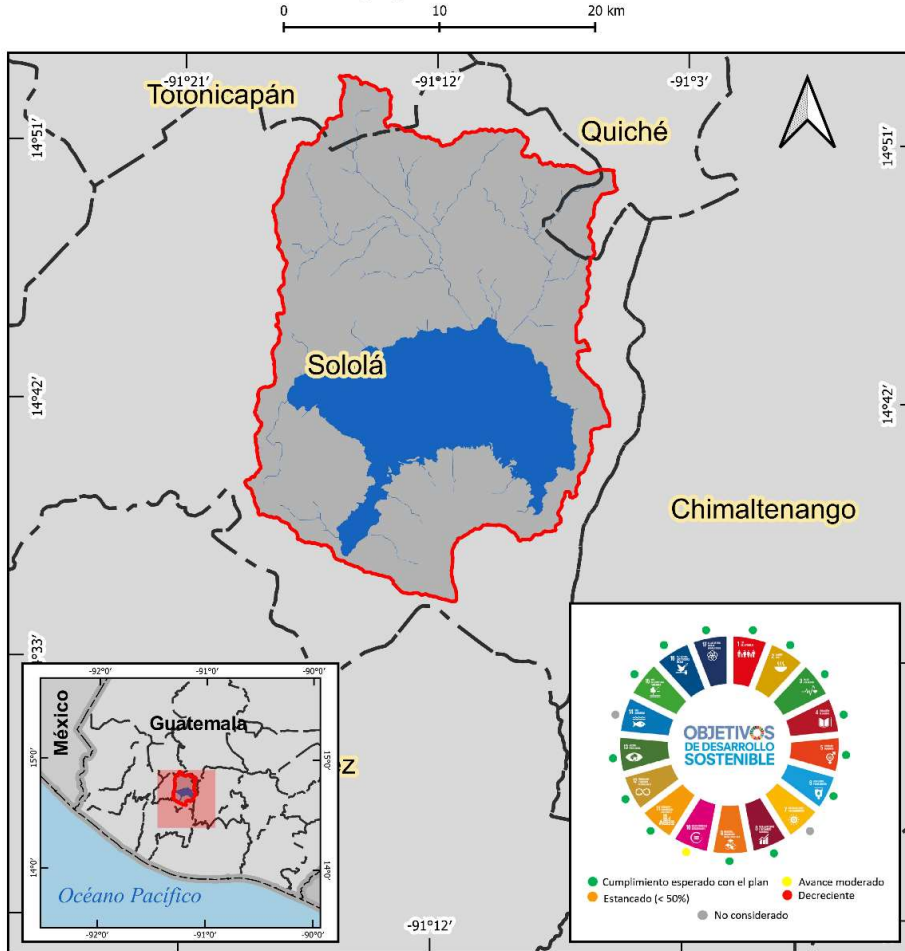 0 10 20 km
-91°21' -91°12' -91°3'
Totonicapán
Quiché
14°51' 14°51'
Sololá
14°42' 14°42'
Chimaltenango
14°33'
-92°0' -91°0' -90°0'
México
Guatemala
15°0' 15°0'
ez
14°0' 14°0'
Océano Pacífico
-92°0' -91°0' -90°0'
-91°12'
OBJETIVOS
DE DESARROLLO
SOSTENIBLE
Cumplimiento esperado con el plan
Avance moderado
Estancado (< 50%)
Decreciente
No considerado